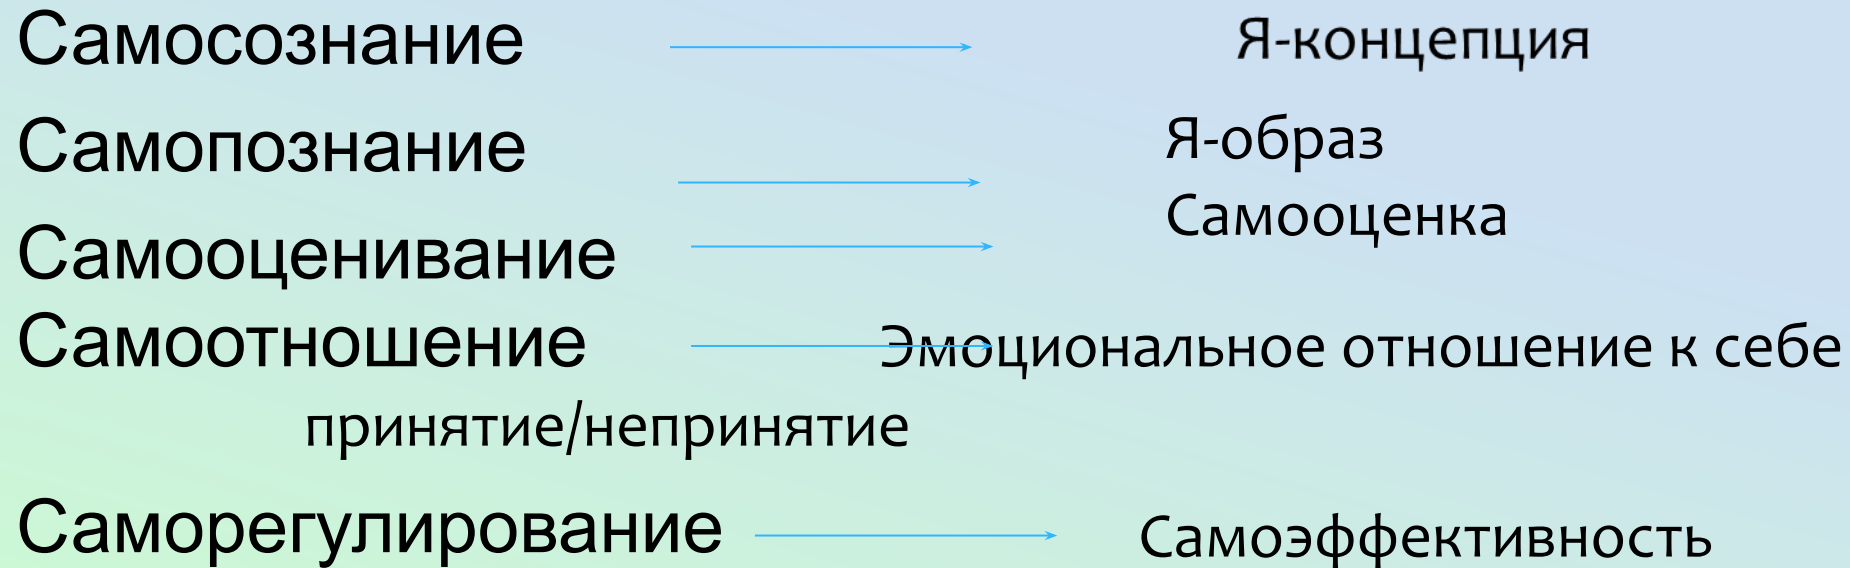 Самосознание Я-концепция
Самопознание Я-образ
Самооценивание Самооценка
Самоотношение Эмоциональное отношение к себе
принятие/непринятие
Саморегулирование Самоэффективность